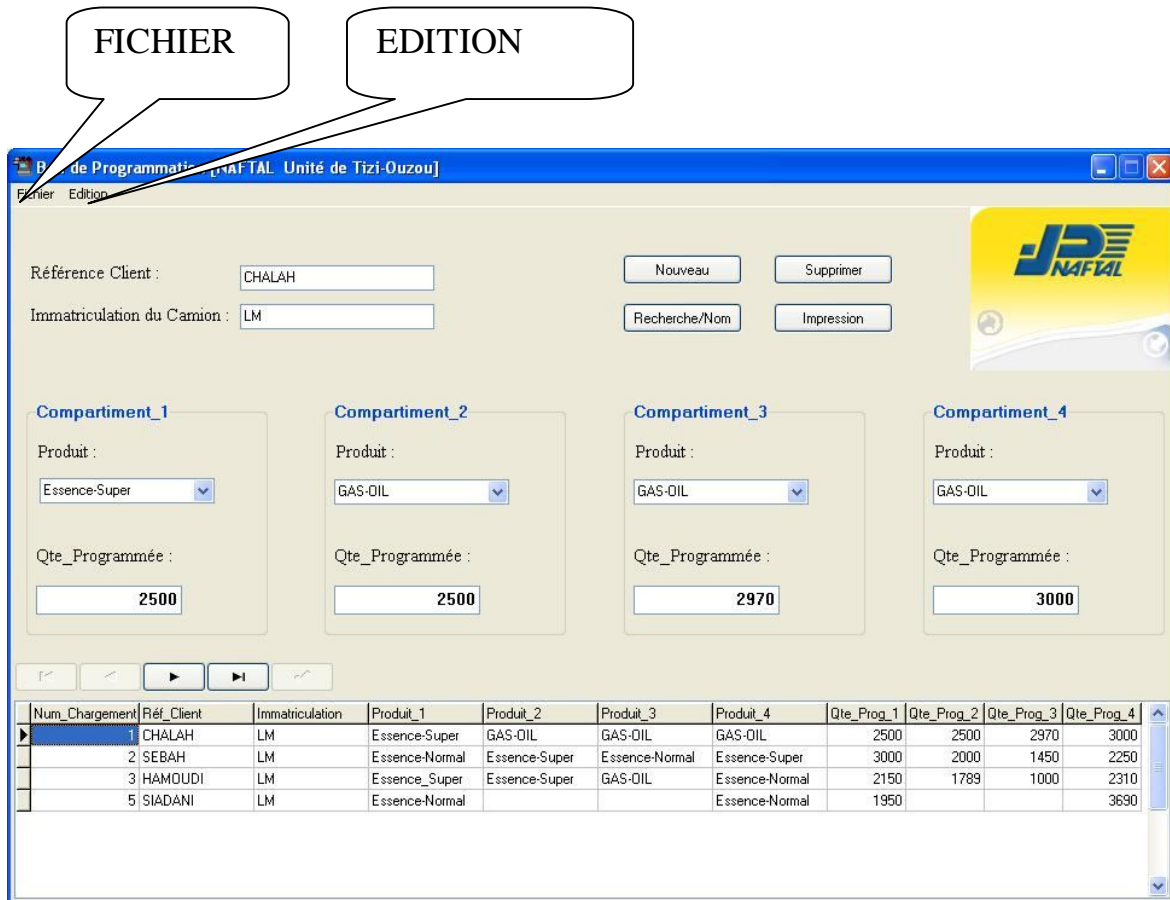 FICHIER EDITION
de Programmati [NAFTAL Unité de Tizi-Ouzou]
Fichier Edition
NAFTAL
Référence Client : CHALAH
Nouveau Supprimer
Immatriculation du Camion : LM
Recherche/Nom Impression
Compartiment_1 Compartiment_2 Compartiment_3 Compartiment_4
Produit : Produit : Produit : Produit :
Essence-Super GAS-OIL GAS-OIL GAS-OIL
Qte_Programmée : Qte_Programmée : Qte_Programmée : Qte_Programmée :
2500 2500 2970 3000
Num_Chargement Réf_Client Immatriculation Produit_1 Produit_2 Produit_3 Produit_4 Qte_Prog_1 Qte_Prog_2 Qte_Prog_3 Qte_Prog_4
1 CHALAH LM Essence-Super GAS-OIL GAS-OIL GAS-OIL 2500 2500 2970 3000
2 SEBAH LM Essence-Normal Essence-Super Essence-Normal Essence-Super 3000 2000 1450 2250
3 HAMOUDI LM Essence_Super Essence-Super GAS-OIL Essence-Normal 2150 1789 1000 2310
5 SIADANI LM Essence-Normal Essence-Normal 1950 3690